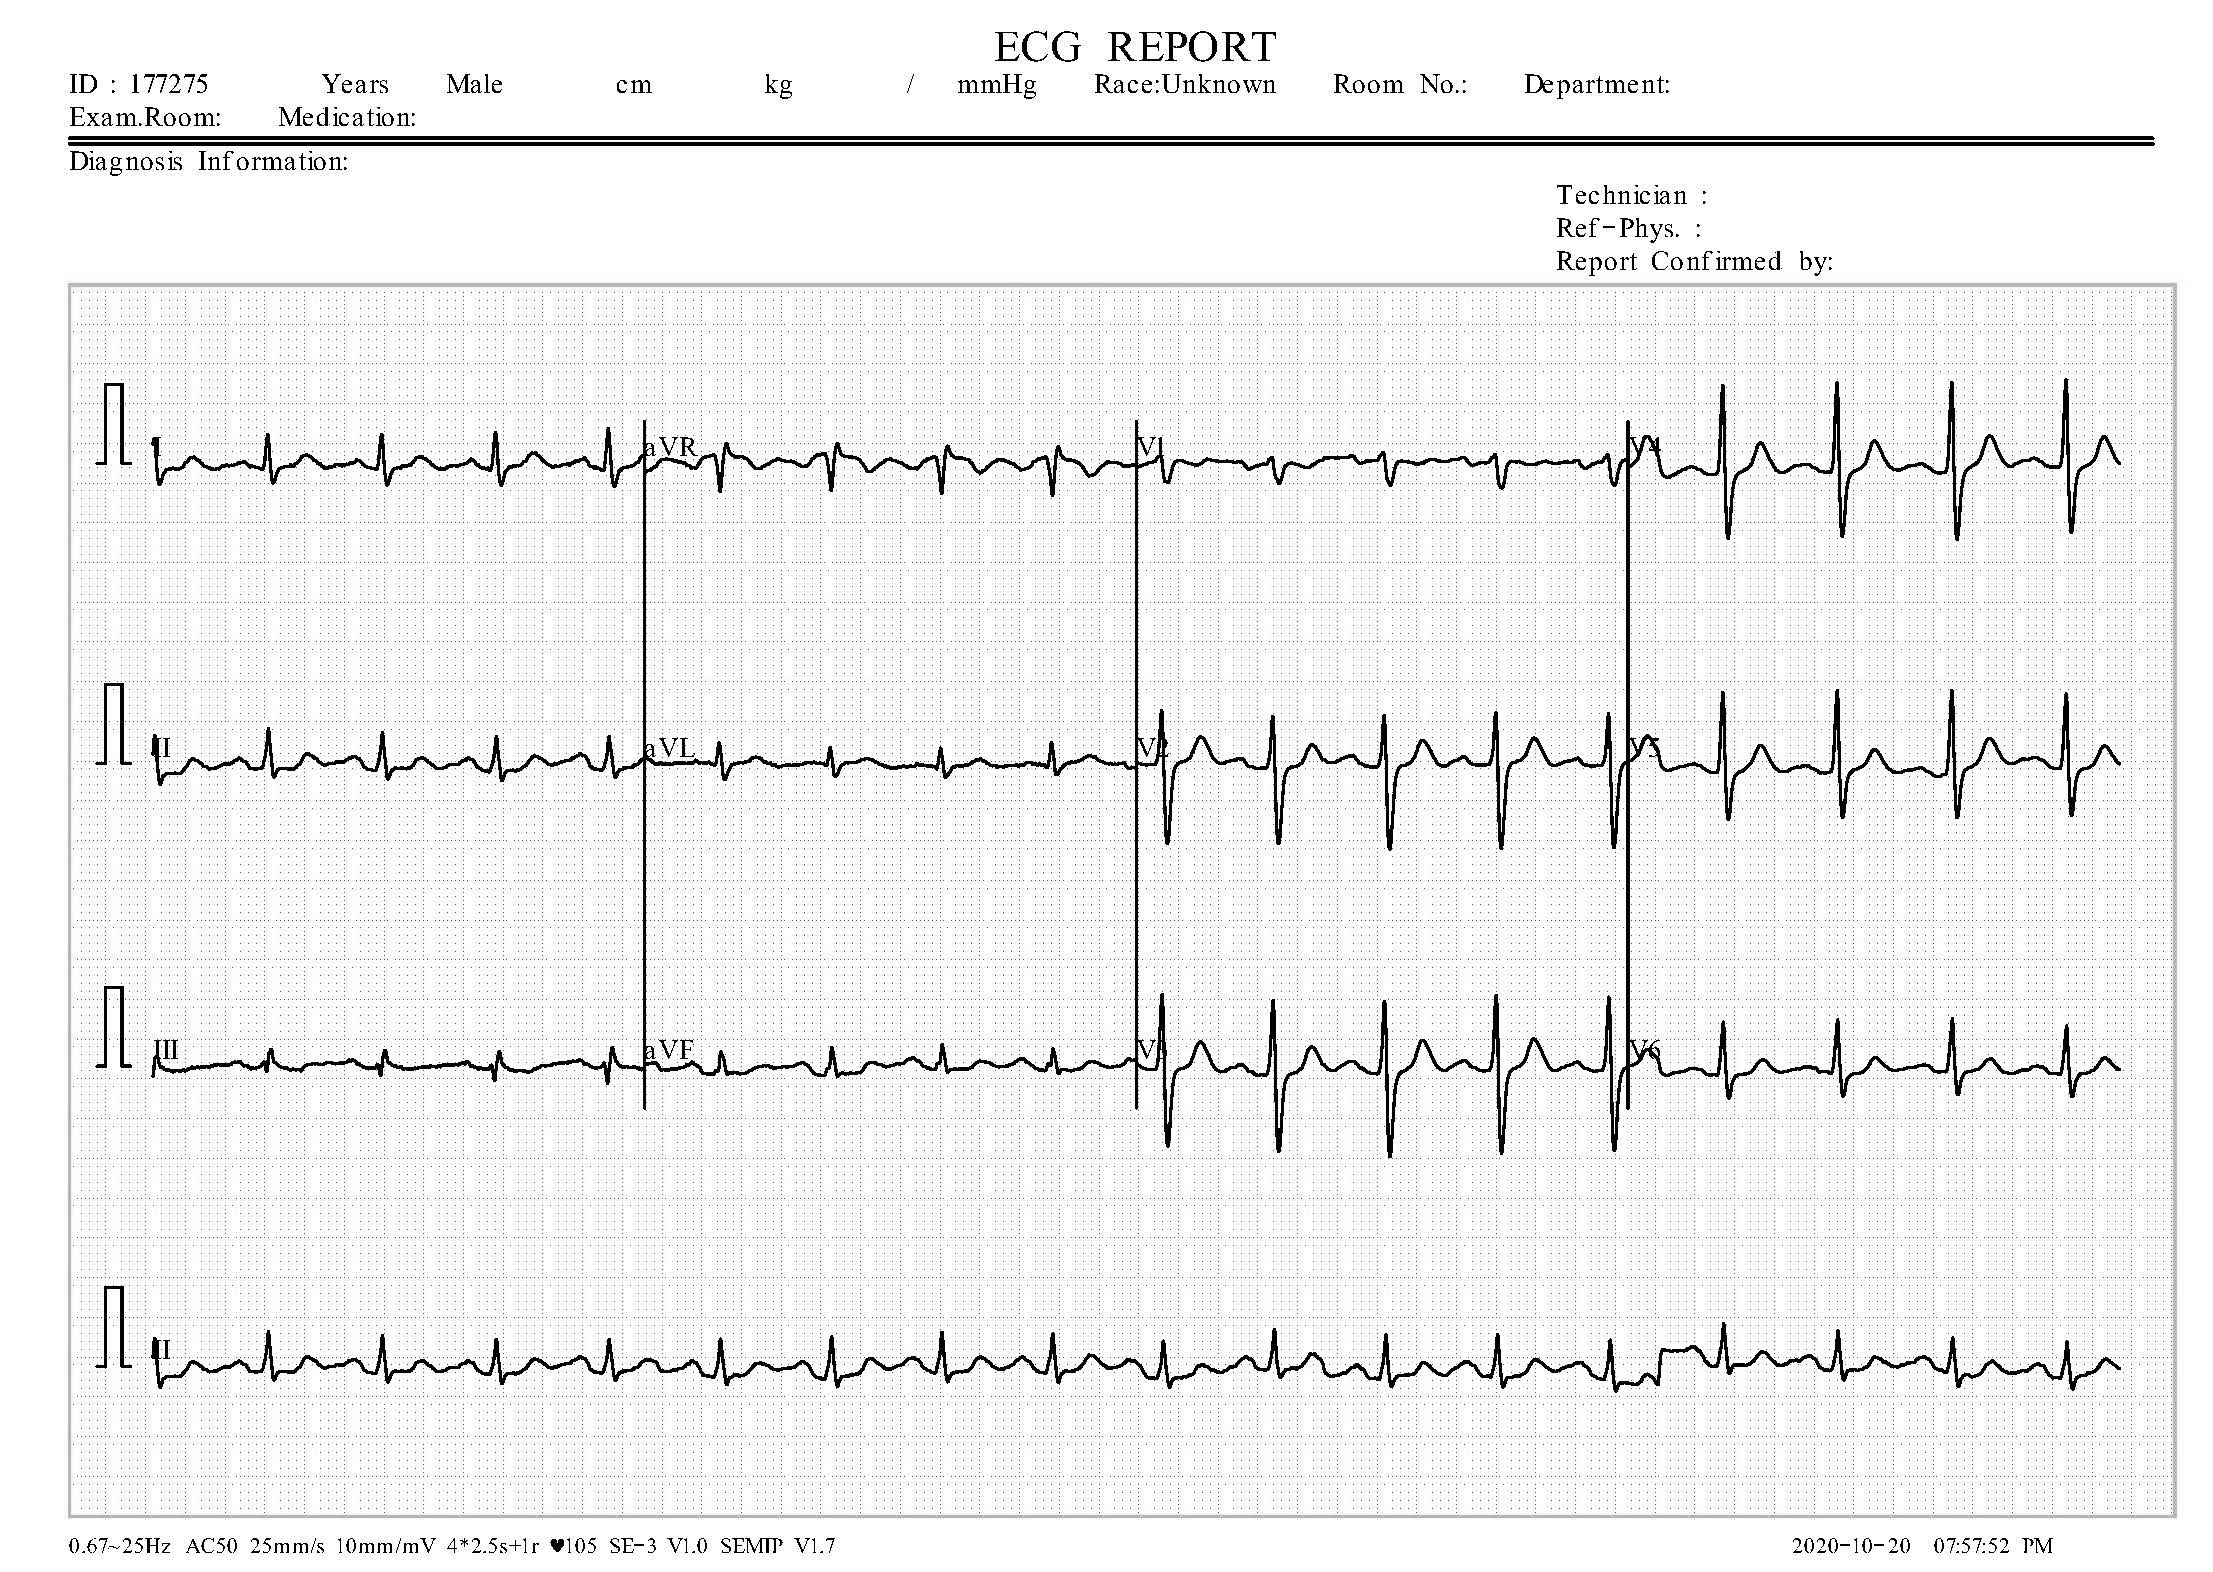 ECG REPORT
ID : 177275 Years Male cm kg / mmHg Race:Unknown Room No.: Department:
Exam.Room: Medication:
Diagnosis Information:
Technician :
Ref-Phys. :
Report Confirmed by:
I aVR V1 V4
II aVL V2 V5
III aVF V3 V6
II
0.67~25Hz AC50 25mm/s 10mm/mV 4*2.5s+1r ♥105 SE-3 V1.0 SEMIP V1.7 2020-10-20 07:57:52 PM